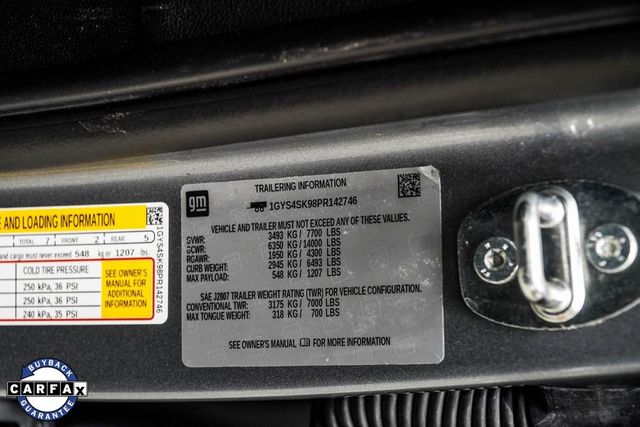 E AND LOADING INFORMATION
TOTAL 7 FRONT 2 REAR 5
and cargo never exceed 548 kg or 1207 lbs
COLD TIRE PRESSURE
250 kPa, 36 PSI
250 kPa, 36 PSI
240 kPa, 35 PSI
SEE OWNER'S
MANUAL FOR
ADDITIONAL
INFORMATION
1GYS4SK98PR142746
gm
TRAILERING INFORMATION
1GYS4SK98PR142746
VEHICLE AND TRAILER MUST NOT EXCEED ANY OF THESE VALUES.
GVWR: 3493 KG / 7700 LBS
GCWR: 6350 KG / 14000 LBS
RGAWR: 1950 KG / 4300 LBS
CURB WEIGHT: 2945 KG / 6493 LBS
MAX PAYLOAD: 548 KG / 1207 LBS
SAE J2807 TRAILER WEIGHT RATING (TWR) FOR VEHICLE CONFIGURATION.
CONVENTIONAL TWR: 3175 KG / 7000 LBS
MAX TONGUE WEIGHT: 318 KG / 700 LBS
SEE OWNER'S MANUAL FOR MORE INFORMATION
BUYBACK
CARFAX
GUARANTEE